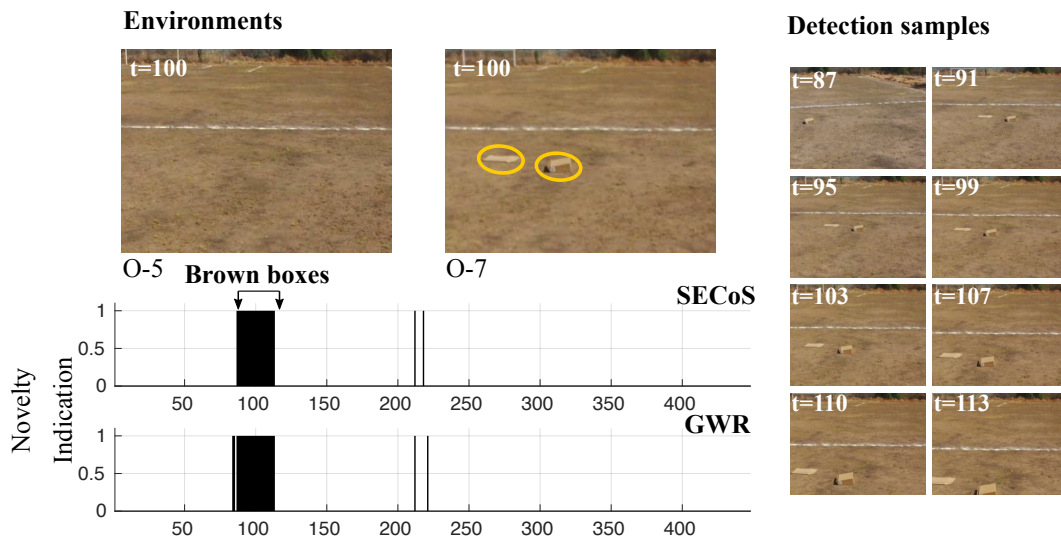 Environments
Detection samples
t=100
t=100
O-5
O-7
t=87
t=91
t=95
t=99
t=103
t=107
t=110
t=113
Brown boxes
SECoS
1
0.5
0
50
100
150
200
250
300
350
400
Novelty
Indication
GWR
1
0.5
0
50
100
150
200
250
300
350
400